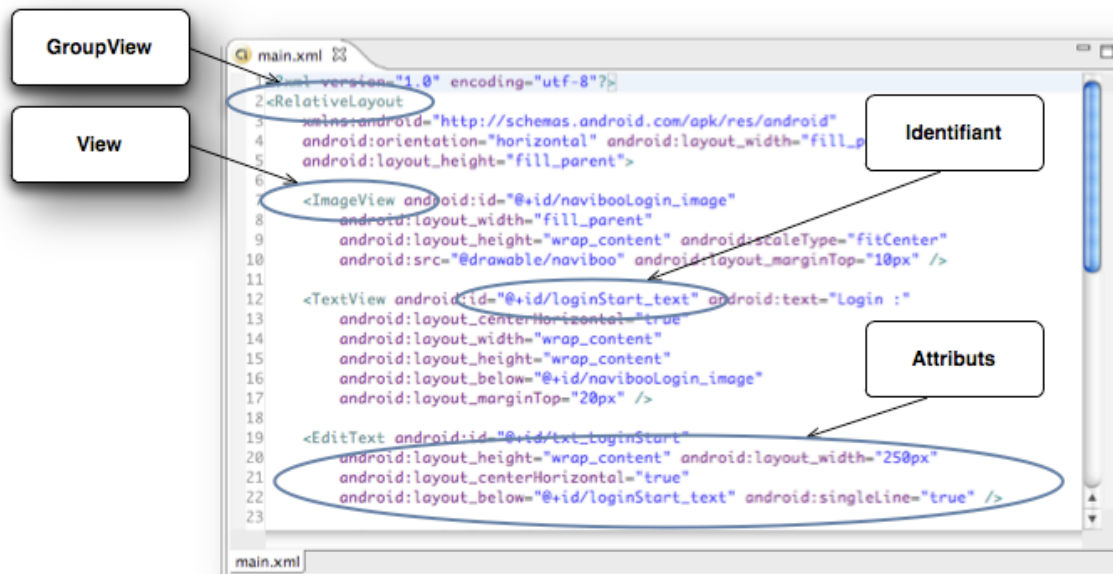 GroupView
View
Identifiant
Attributs
main.xml
1 <?xml version="1.0" encoding="utf-8"?>
2 <RelativeLayout
3 xmlns:android="http://schemas.android.com/apk/res/android"
4 android:orientation="horizontal" android:layout_width="fill_p
5 android:layout_height="fill_parent">
6
7 <ImageView android:id="@+id/navibooLogin_image"
8 android:layout_width="fill_parent"
9 android:layout_height="wrap_content" android:scaleType="fitCenter"
10 android:src="@drawable/naviboo" android:layout_marginTop="10px" />
11
12 <TextView android:id="@+id/loginStart_text" android:text="Login :"
13 android:layout_centerHorizontal="true"
14 android:layout_width="wrap_content"
15 android:layout_height="wrap_content"
16 android:layout_below="@+id/navibooLogin_image"
17 android:layout_marginTop="20px" />
18
19 <EditText android:id="@+id/txt_LoginStart"
20 android:layout_height="wrap_content" android:layout_width="250px"
21 android:layout_centerHorizontal="true"
22 android:layout_below="@+id/loginStart_text" android:singleLine="true" />
23
main.xml